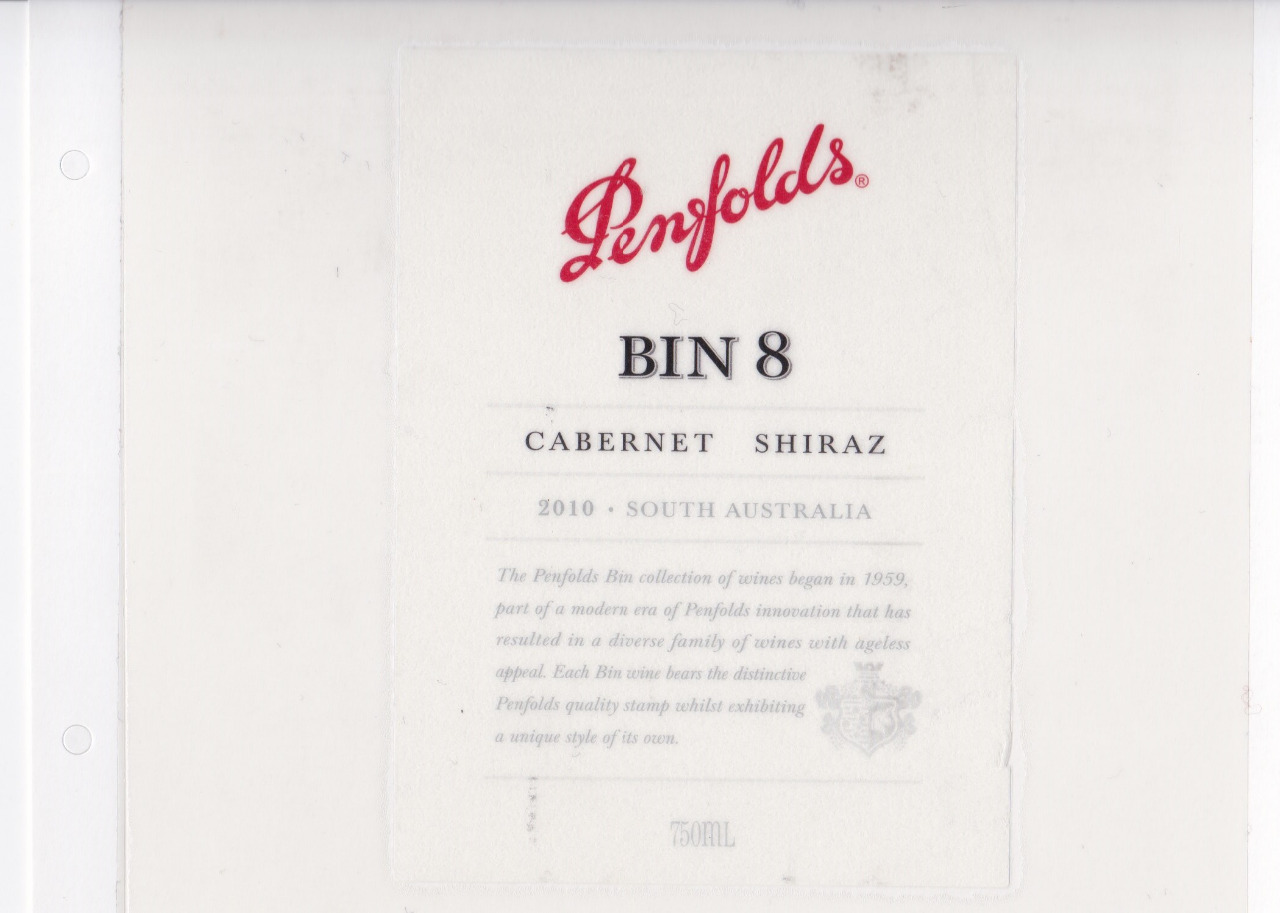 Penfolds®
BIN 8
CABERNET SHIRAZ
2010 • SOUTH AUSTRALIA
The Penfolds Bin collection of wines began in 1959,
part of a modern era of Penfolds innovation that has
resulted in a diverse family of wines with ageless
appeal. Each Bin wine bears the distinctive
Penfolds quality stamp whilst exhibiting
a unique style of its own.
750ML